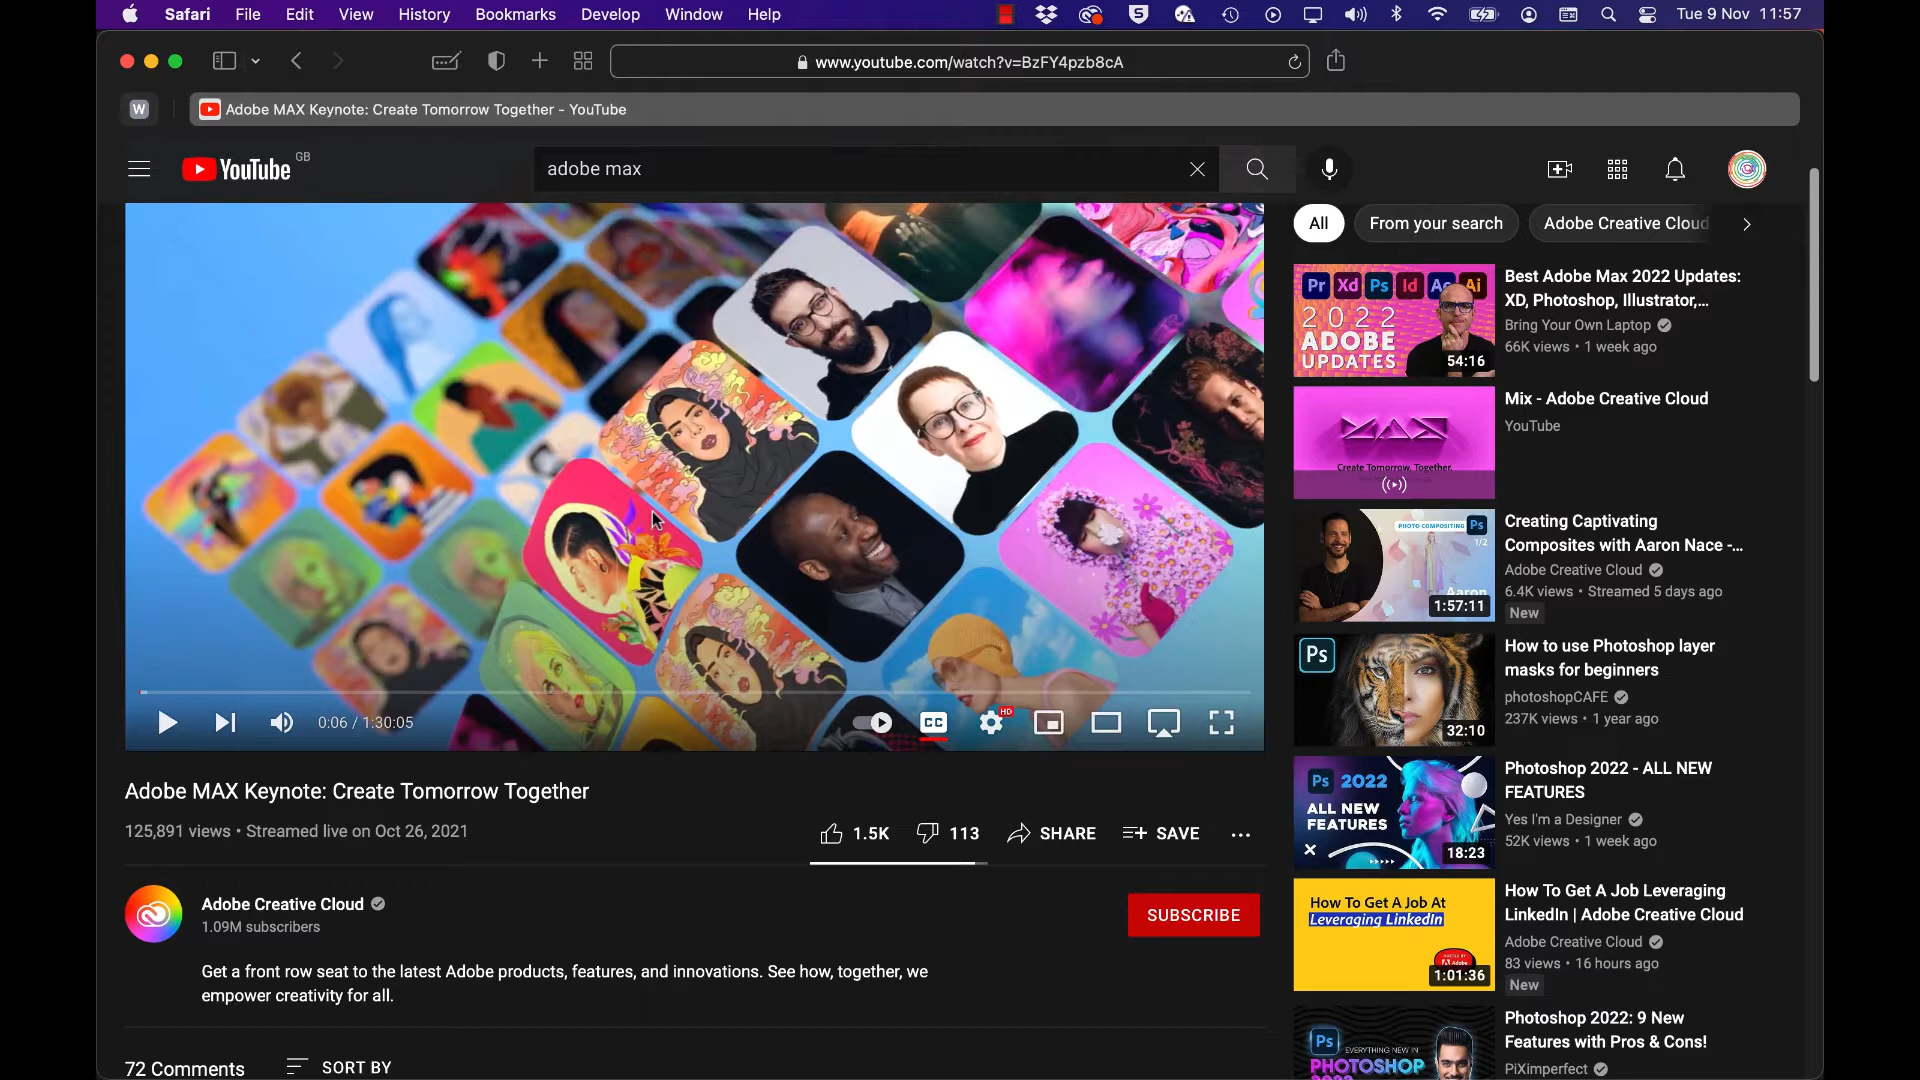 Safari File Edit View History Bookmarks Develop Window Help
Tue 9 Nov 11:57
www.youtube.com/watch?v=BzFY4pzb8cA
W
Adobe MAX Keynote: Create Tomorrow Together - YouTube
YouTube GB
adobe max
0:06 / 1:30:05
CC
HD
Adobe MAX Keynote: Create Tomorrow Together
125,891 views • Streamed live on Oct 26, 2021
1.5K 113 SHARE SAVE
Adobe Creative Cloud
1.09M subscribers
SUBSCRIBE
Get a front row seat to the latest Adobe products, features, and innovations. See how, together, we
empower creativity for all.
72 Comments SORT BY
All From your search Adobe Creative Cloud
Pr Xd Ps Id Ae Ai
2022
ADOBE
UPDATES
54:16
Best Adobe Max 2022 Updates:
XD, Photoshop, Illustrator,...
Bring Your Own Laptop
66K views • 1 week ago
MAX
Create Tomorrow, Together.
Mix - Adobe Creative Cloud
YouTube
PHOTO COMPOSITING Ps
1/2
Aaron
1:57:11
Creating Captivating
Composites with Aaron Nace -...
Adobe Creative Cloud
6.4K views • Streamed 5 days ago
New
Ps
32:10
How to use Photoshop layer
masks for beginners
photoshopCAFE
237K views • 1 year ago
Ps 2022
ALL NEW
FEATURES
18:23
Photoshop 2022 - ALL NEW
FEATURES
Yes I'm a Designer
52K views • 1 week ago
How To Get A Job At
Leveraging LinkedIn
HOSTED BY
Adobe
1:01:36
How To Get A Job Leveraging
LinkedIn | Adobe Creative Cloud
Adobe Creative Cloud
83 views • 16 hours ago
New
Ps
EVERYTHING NEW IN
PHOTOSHOP
2022
Photoshop 2022: 9 New
Features with Pros & Cons!
PiXimperfect